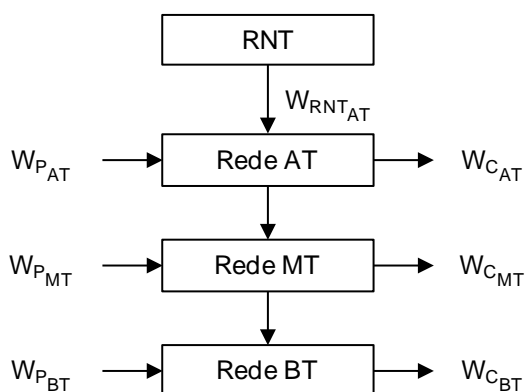 RNT
W_RNT_AT
W_P_AT Rede AT W_C_AT
W_P_MT Rede MT W_C_MT
W_P_BT Rede BT W_C_BT